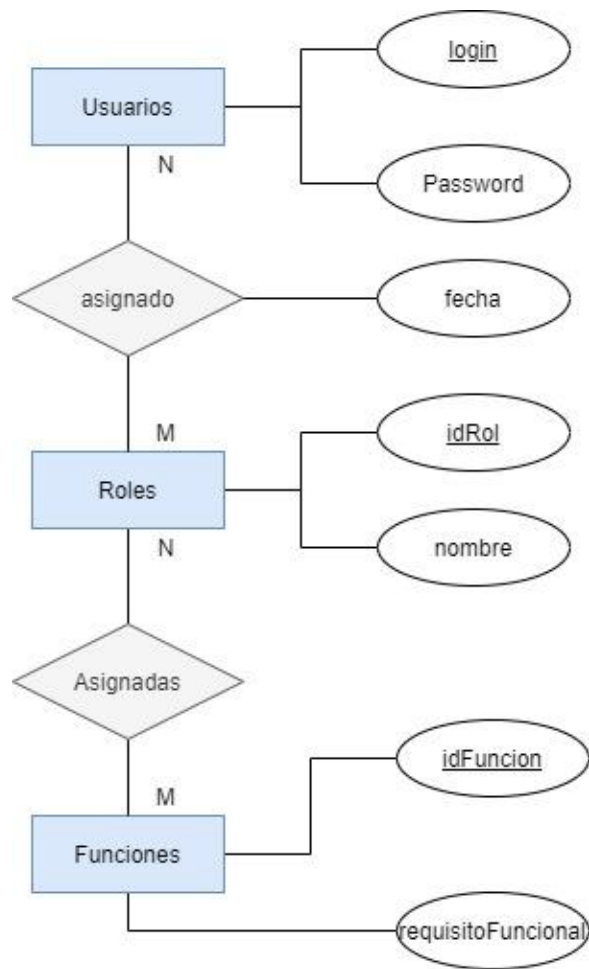 login
Usuarios
N
Password
asignado
fecha
M
idRol
Roles
N
nombre
Asignadas
idFuncion
M
Funciones
requisitoFuncional